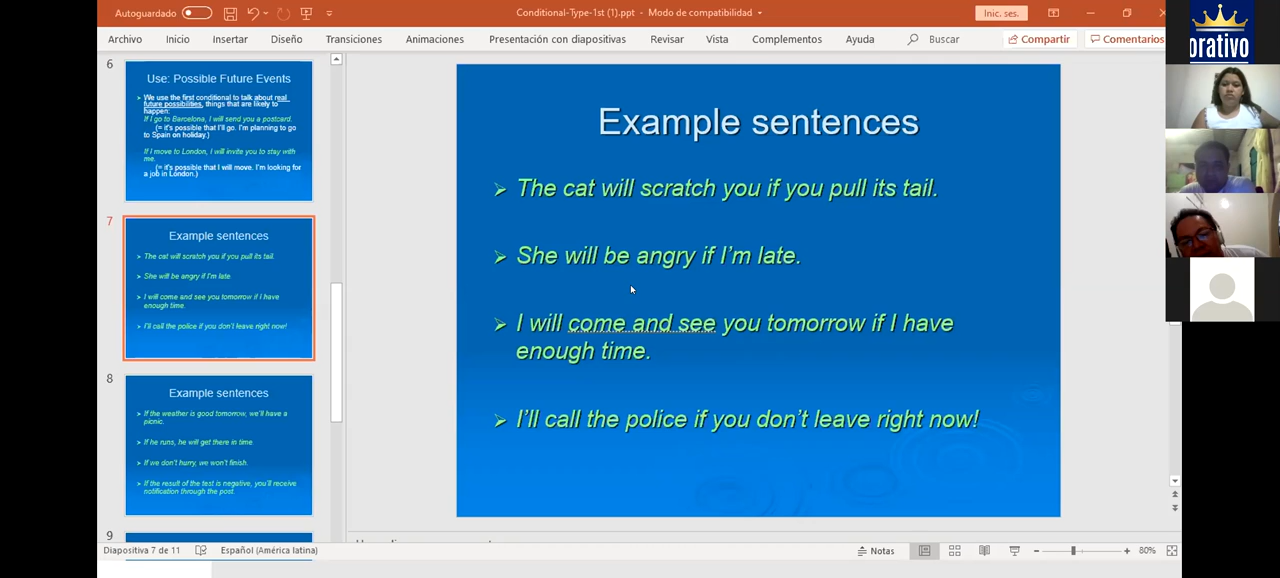 Autoguardado
Conditional-Type-1st (1).ppt - Modo de compatibilidad
Inic. ses.
Archivo Inicio Insertar Diseño Transiciones Animaciones Presentación con diapositivas Revisar Vista Complementos Ayuda Buscar Compartir Comentarios
orativo
6
Use: Possible Future Events
We use the first conditional to talk about real
future possibilities, things that are likely to
happen:
If I go to Barcelona, I will send you a postcard.
(= it's possible that I'll go. I'm planning to go
to Spain on holiday.)
If I move to London, I will invite you to stay with
me.
(= it's possible that I will move. I'm looking for
a job in London.)
7
Example sentences
The cat will scratch you if you pull its tail.
She will be angry if I'm late.
I will come and see you tomorrow if I have
enough time.
I'll call the police if you don't leave right now!
8
Example sentences
If the weather is good tomorrow, we'll have a
picnic.
If he runs, he will get there in time.
If we don't hurry, we won't finish.
If the result of the test is negative, you'll receive
notification through the post.
9
Example sentences
The cat will scratch you if you pull its tail.
She will be angry if I'm late.
I will come and see you tomorrow if I have
enough time.
I'll call the police if you don't leave right now!
Diapositiva 7 de 11 Español (América latina) Notas 80%